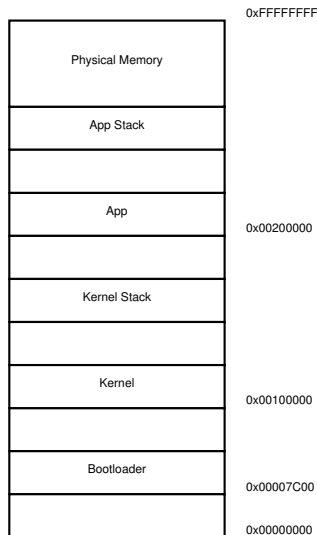 0xFFFFFFFF
Physical Memory
App Stack
App
0x00200000
Kernel Stack
Kernel
0x00100000
Bootloader
0x00007C00
0x00000000